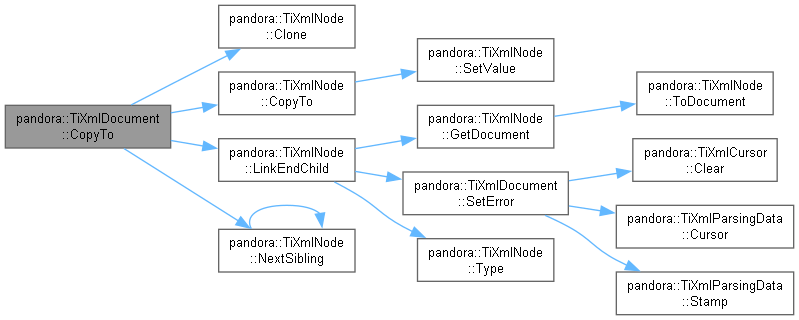 pandora::TiXmlDocument
::CopyTo
pandora::TiXmlNode
::Clone
pandora::TiXmlNode
::CopyTo
pandora::TiXmlNode
::LinkEndChild
pandora::TiXmlNode
::NextSibling
pandora::TiXmlNode
::SetValue
pandora::TiXmlNode
::GetDocument
pandora::TiXmlDocument
::SetError
pandora::TiXmlNode
::Type
pandora::TiXmlNode
::ToDocument
pandora::TiXmlCursor
::Clear
pandora::TiXmlParsingData
::Cursor
pandora::TiXmlParsingData
::Stamp